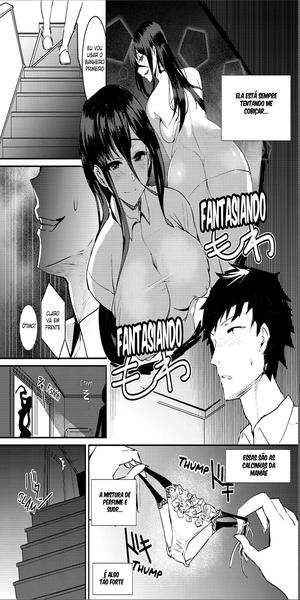 EU VOU
USAR O
BANHEIRO
PRIMEIRO
ELA ESTÁ SEMPRE
TENTANDO ME
COBIÇAR...
FANTASIANDO
もわ
FANTASIANDO
もわ
CLARO
VÁ EM
FRENTE
ÓTIMO!
ESSAS SÃO AS
CALCINHAS DA
MAMÃE
THUMP
A MISTURA DE
PERFUME E
SUOR...
THUMP
É ALGO
TÃO FORTE